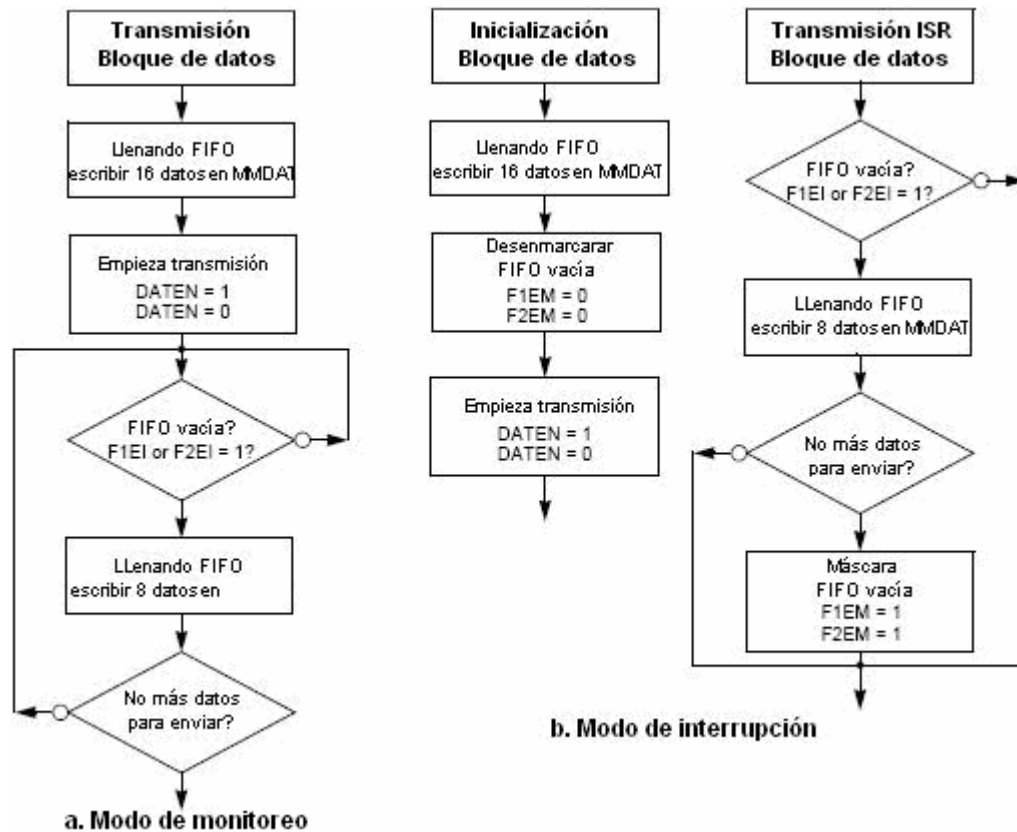 Transmisión
Bloque de datos
Llenando FIFO
escribir 16 datos en MMDAT
Empieza transmisión
DATEN = 1
DATEN = 0
FIFO vacía?
F1EI or F2EI = 1?
LLenando FIFO
escribir 8 datos en
No más datos
para enviar?
a. Modo de monitoreo
Inicialización
Bloque de datos
Llenando FIFO
escribir 16 datos en MMDAT
Desenmarcarar
FIFO vacía
F1EM = 0
F2EM = 0
Empieza transmisión
DATEN = 1
DATEN = 0
Transmisión ISR
Bloque de datos
FIFO vacía?
F1EI or F2EI = 1?
LLenando FIFO
escribir 8 datos en MMDAT
No más datos
para enviar?
Máscara
FIFO vacía
F1EM = 1
F2EM = 1
b. Modo de interrupción